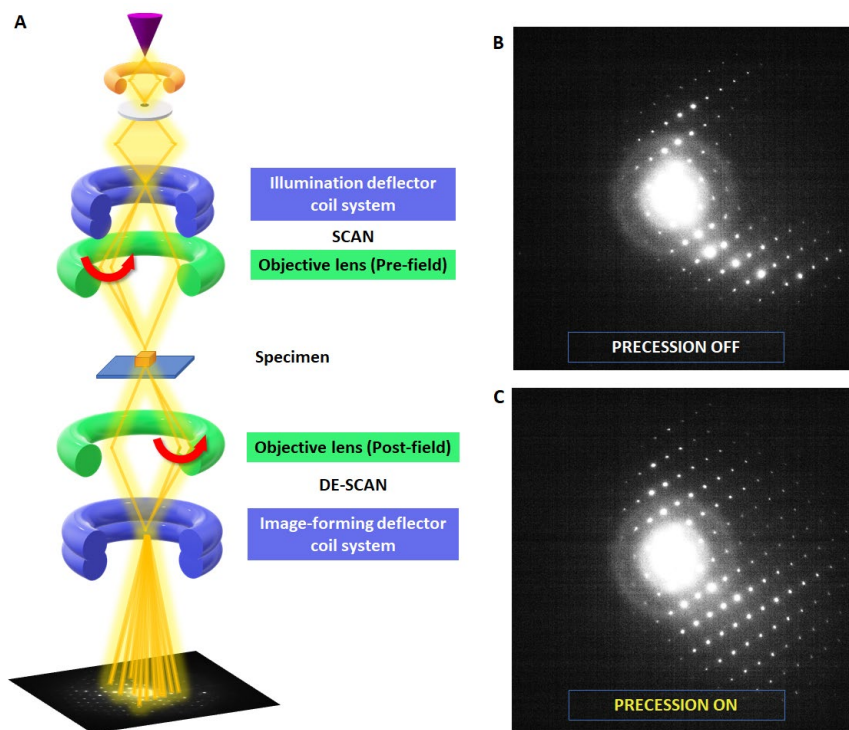 A
Illumination deflector
coil system
SCAN
Objective lens (Pre-field)
Specimen
Objective lens (Post-field)
DE-SCAN
Image-forming deflector
coil system
B
PRECESSION OFF
C
PRECESSION ON